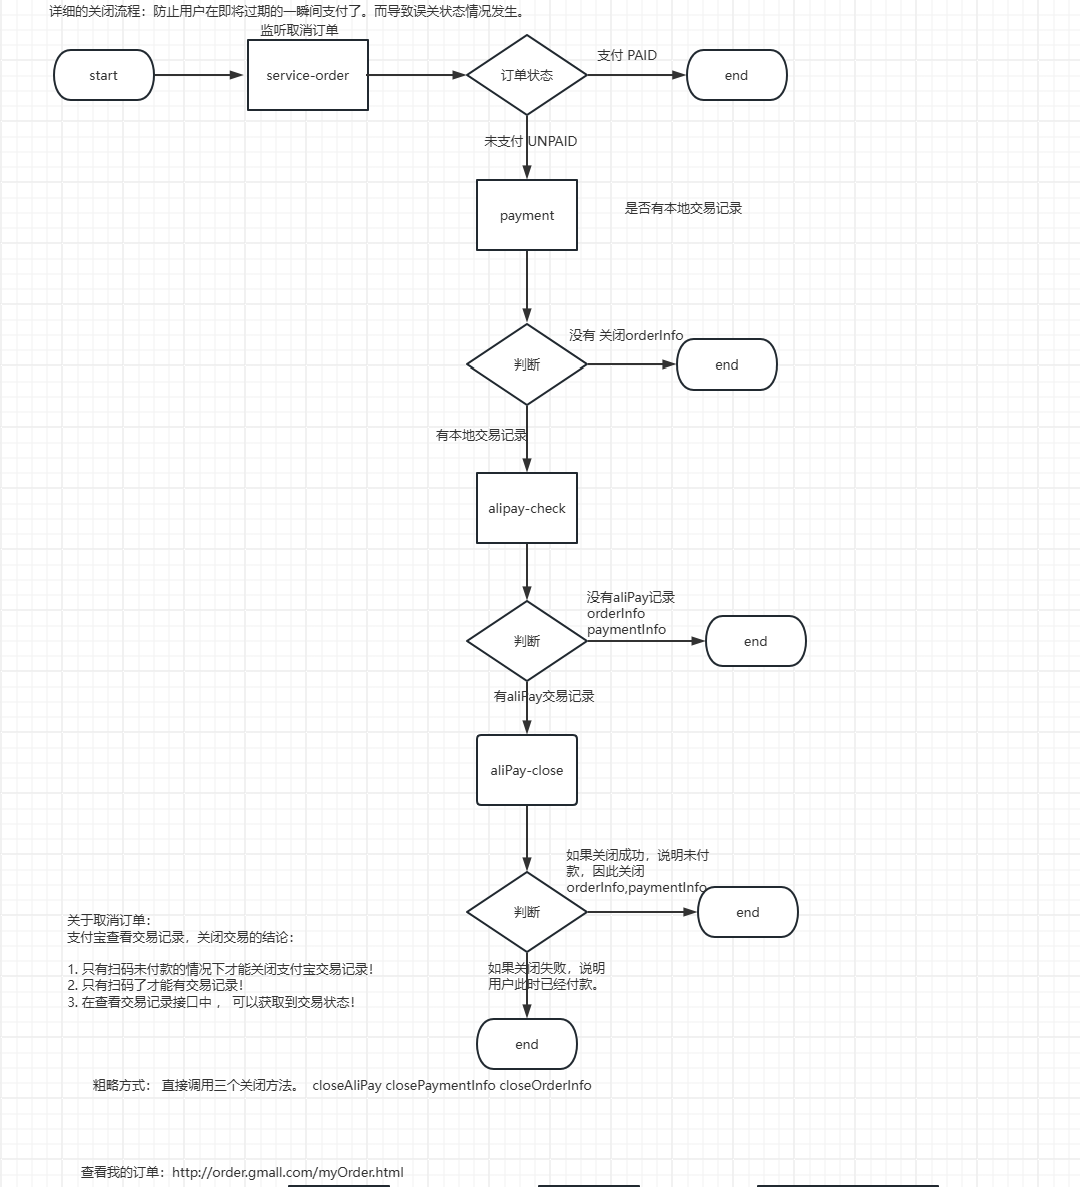 详细的关闭流程：防止用户在即将过期的一瞬间支付了。而导致误关状态情况发生。
监听取消订单
start
service-order
订单状态
支付 PAID
end
未支付 UNPAID
payment
是否有本地交易记录
没有 关闭orderInfo
判断
end
有本地交易记录
alipay-check
没有aliPay记录
orderInfo
paymentInfo
判断
end
有aliPay交易记录
aliPay-close
如果关闭成功，说明未付
款，因此关闭
orderInfo,paymentInfo
判断
end
关于取消订单：
支付宝查看交易记录，关闭交易的结论：
1. 只有扫码未付款的情况下才能关闭支付宝交易记录！
2. 只有扫码了才能有交易记录！
3. 在查看交易记录接口中 ， 可以获取到交易状态！
如果关闭失败，说明
用户此时已经付款。
end
粗略方式： 直接调用三个关闭方法。 closeAliPay closePaymentInfo closeOrderInfo
查看我的订单：http://order.gmall.com/myOrder.html